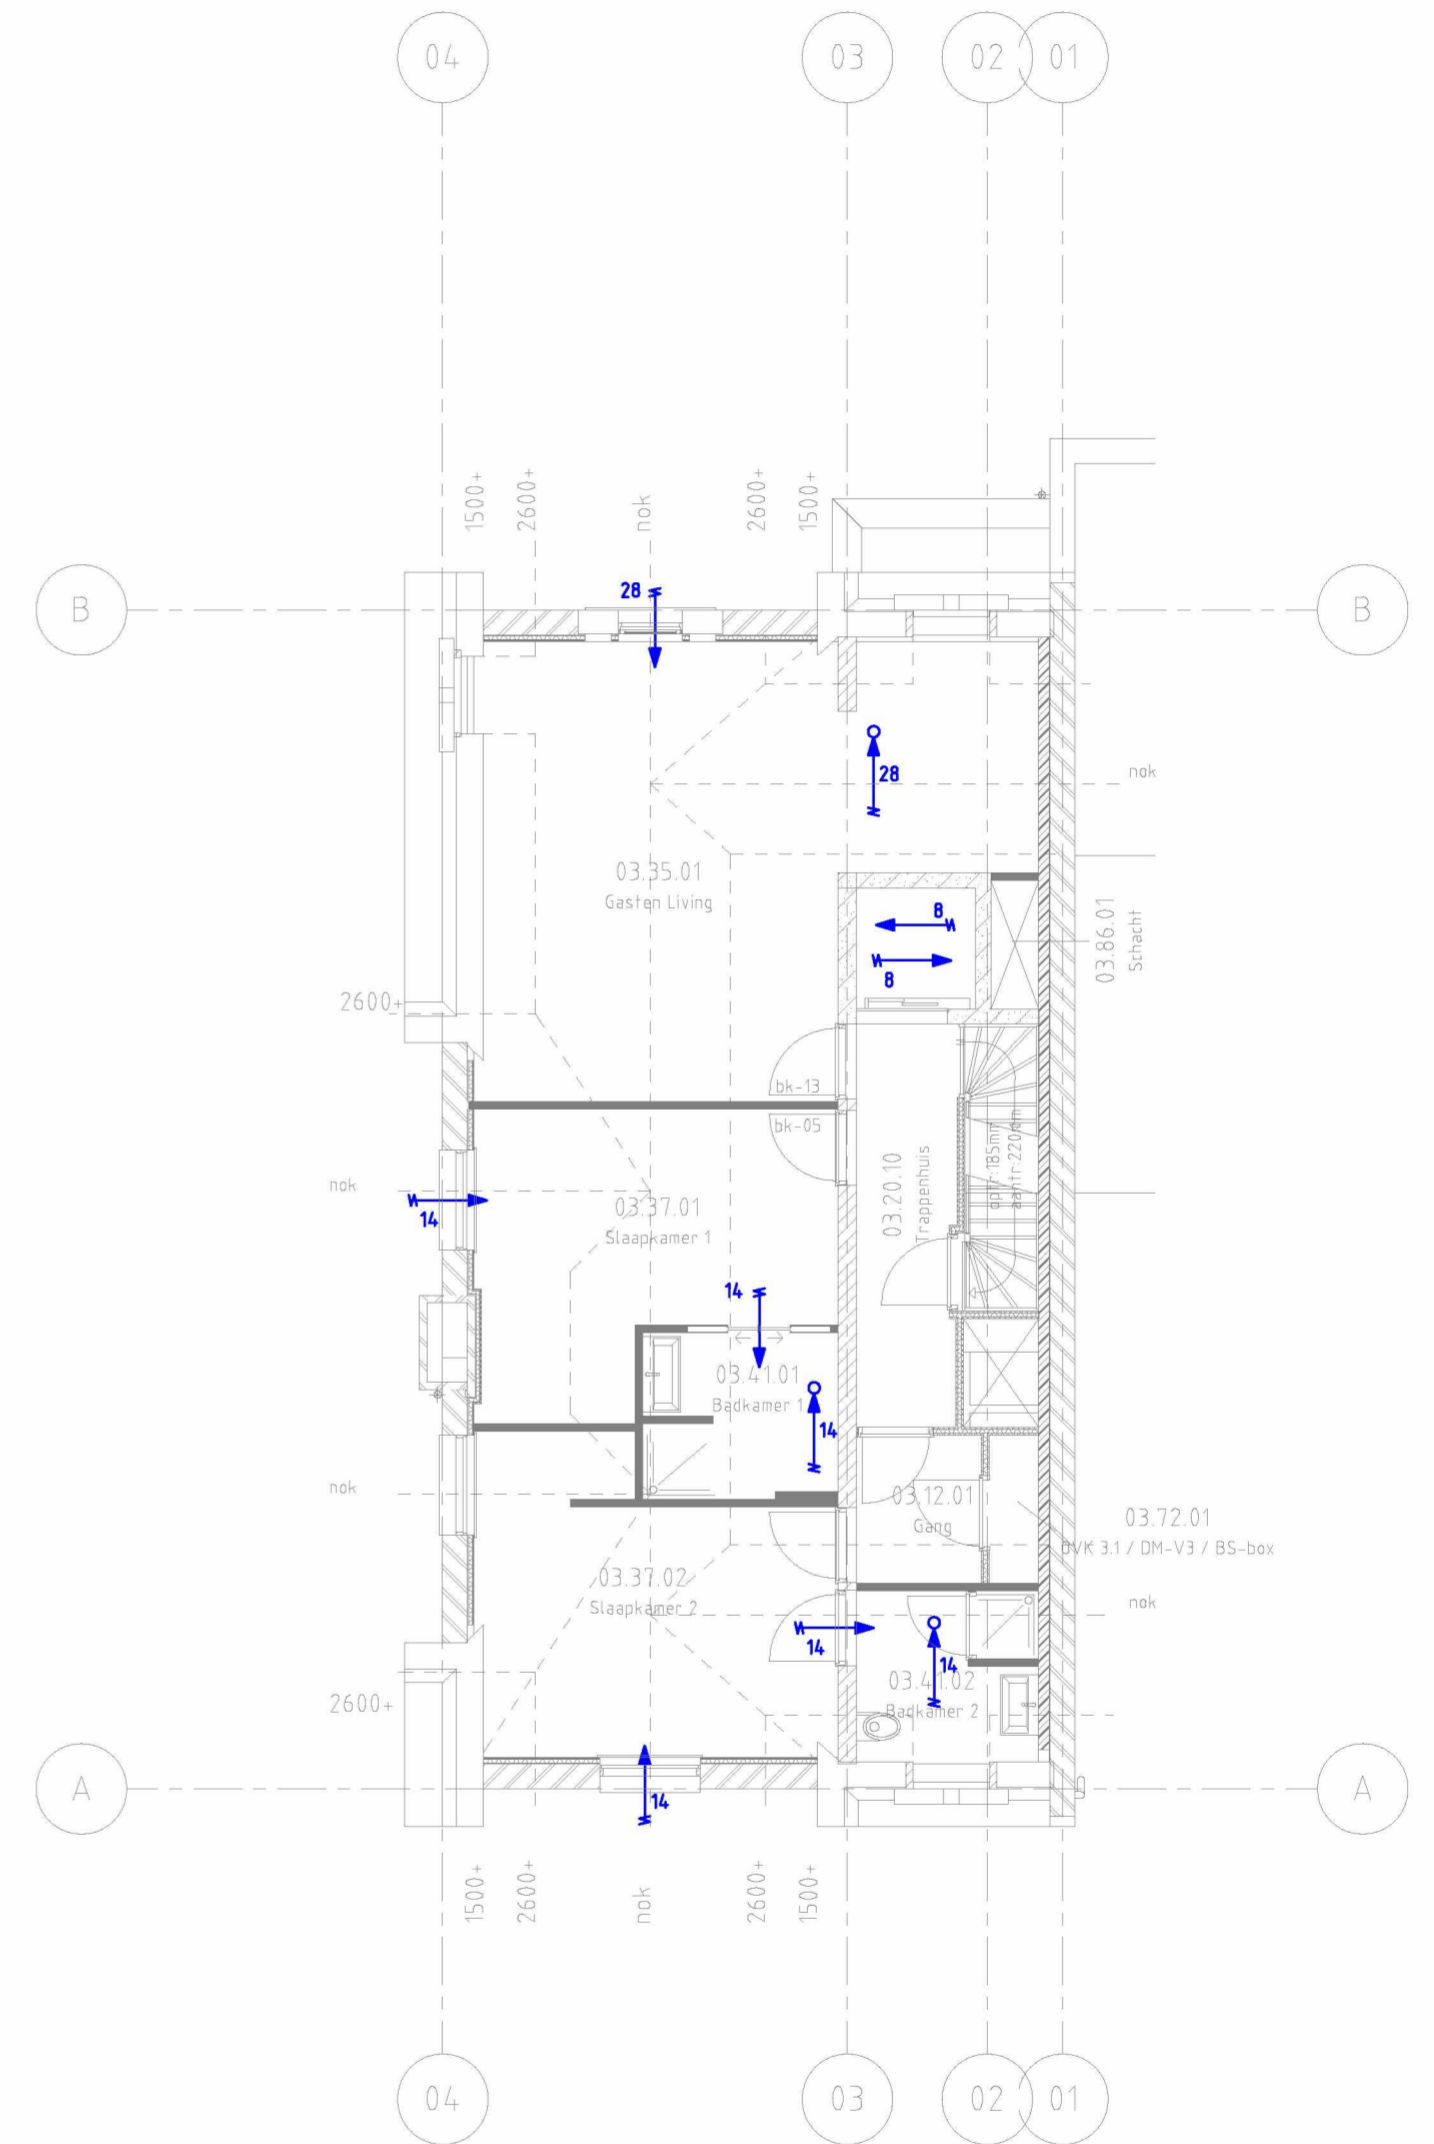 04
03
02
01
1500+
2600+
nok
2600+
1500+
B
28
B
28
nok
03.35.01
Gasten Living
8
8
03.86.01
Schacht
2600+
bk-13
bk-05
03.20.10
Trappenhuis
nok
14
03.37.01
Slaapkamer 1
14
03.41.01
Badkamer 1
14
nok
03.12.01
Gang
03.72.01
OVK 3.1 / DM-V3 / BS-box
03.37.02
Slaapkamer 2
nok
14
14
03.41.02
Badkamer 2
2600+
A
14
A
1500+
2600+
nok
2600+
1500+
04
03
02
01